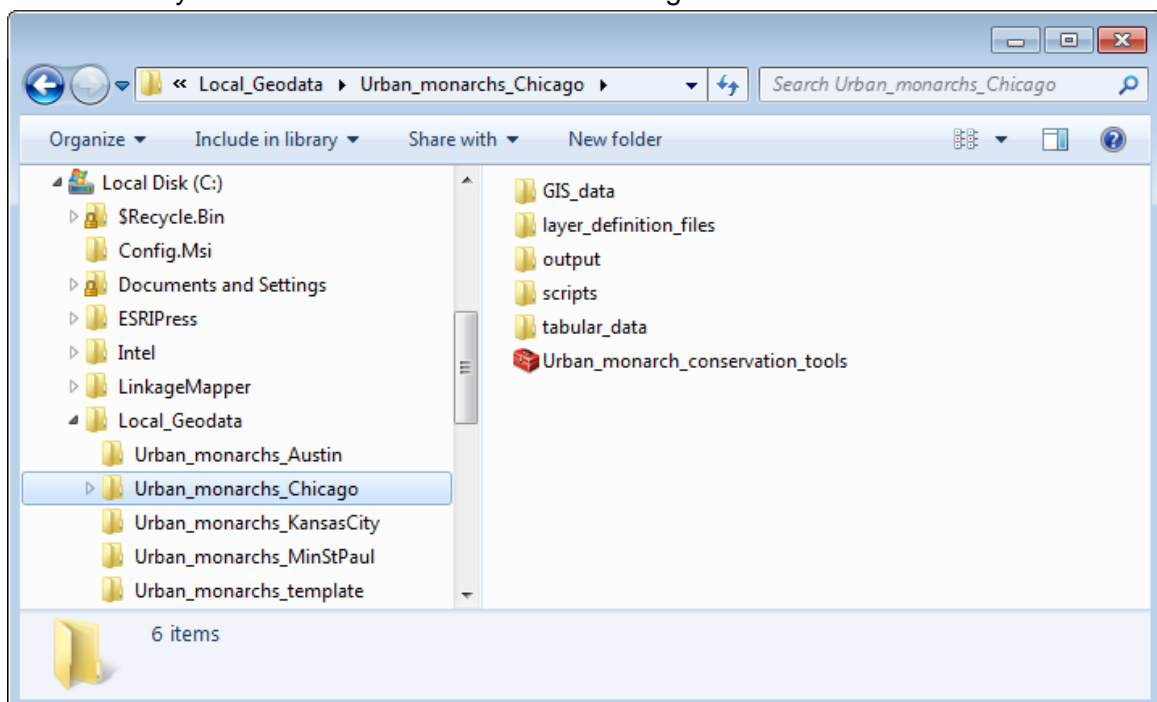 « Local_Geodata ▸ Urban_monarchs_Chicago ▸
Search Urban_monarchs_Chicago
Organize Include in library Share with New folder
Local Disk (C:)
$Recycle.Bin
Config.Msi
Documents and Settings
ESRIPress
Intel
LinkageMapper
Local_Geodata
Urban_monarchs_Austin
Urban_monarchs_Chicago
Urban_monarchs_KansasCity
Urban_monarchs_MinStPaul
Urban_monarchs_template
GIS_data
layer_definition_files
output
scripts
tabular_data
Urban_monarch_conservation_tools
6 items